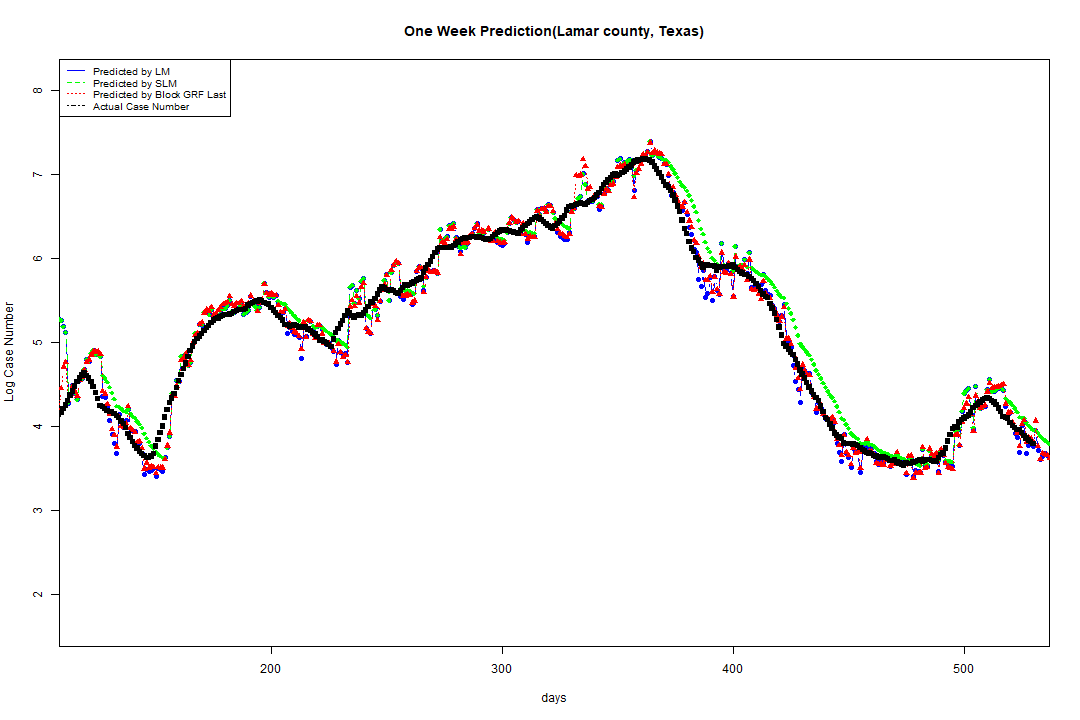 One Week Prediction(Lamar county, Texas)
Predicted by LM
Predicted by SLM
Predicted by Block GRF Last
Actual Case Number
8
7
6
5
4
3
2
Log Case Number
200 300 400 500
days